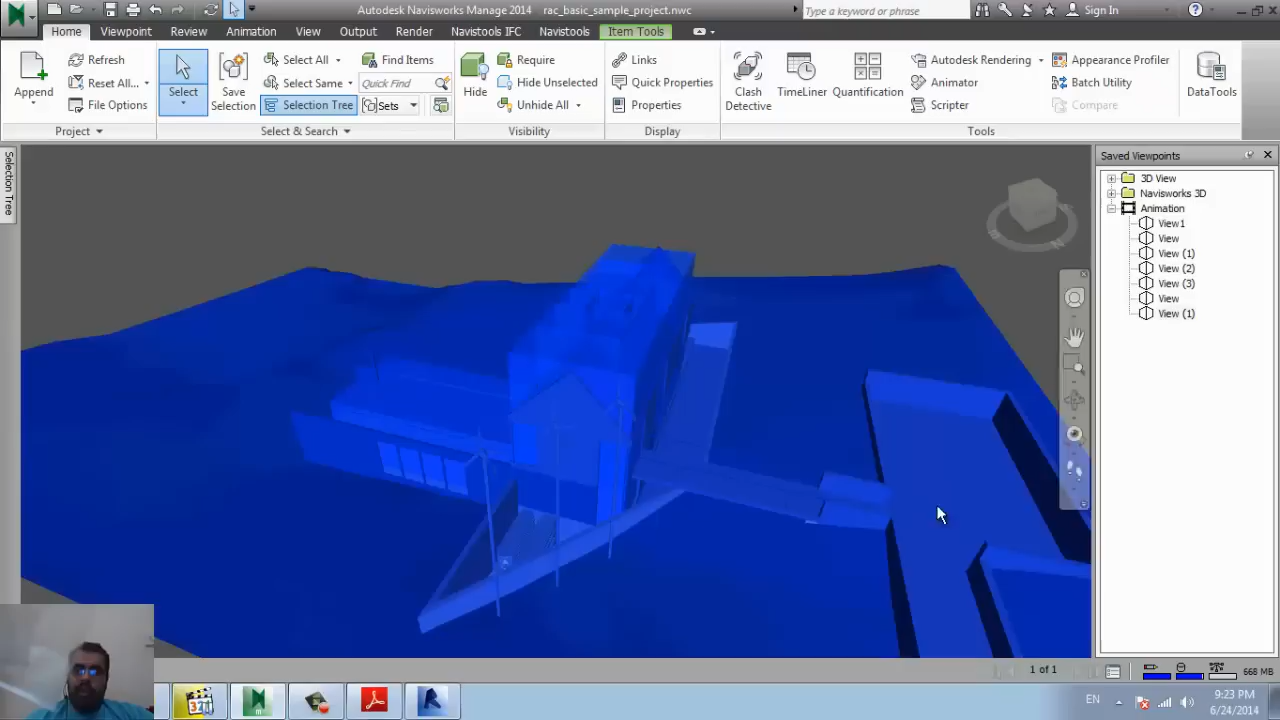 Autodesk Navisworks Manage 2014 rac_basic_sample_project.nwc
Type a keyword or phrase
Sign In
Home Viewpoint Review Animation View Output Render Navistools IFC Navistools Item Tools
Append
Refresh
Reset All...
File Options
Project
Select
Save Selection
Select All
Select Same
Selection Tree
Find Items
Quick Find
Sets
Select & Search
Hide
Require
Hide Unselected
Unhide All
Visibility
Links
Quick Properties
Properties
Display
Clash Detective
TimeLiner
Quantification
Autodesk Rendering
Animator
Scripter
Appearance Profiler
Batch Utility
Compare
DataTools
Tools
Selection Tree
Saved Viewpoints
3D View
Navisworks 3D
Animation
View1
View
View (1)
View (2)
View (3)
View
View (1)
1 of 1
668 MB
321
EN
9:23 PM
6/24/2014